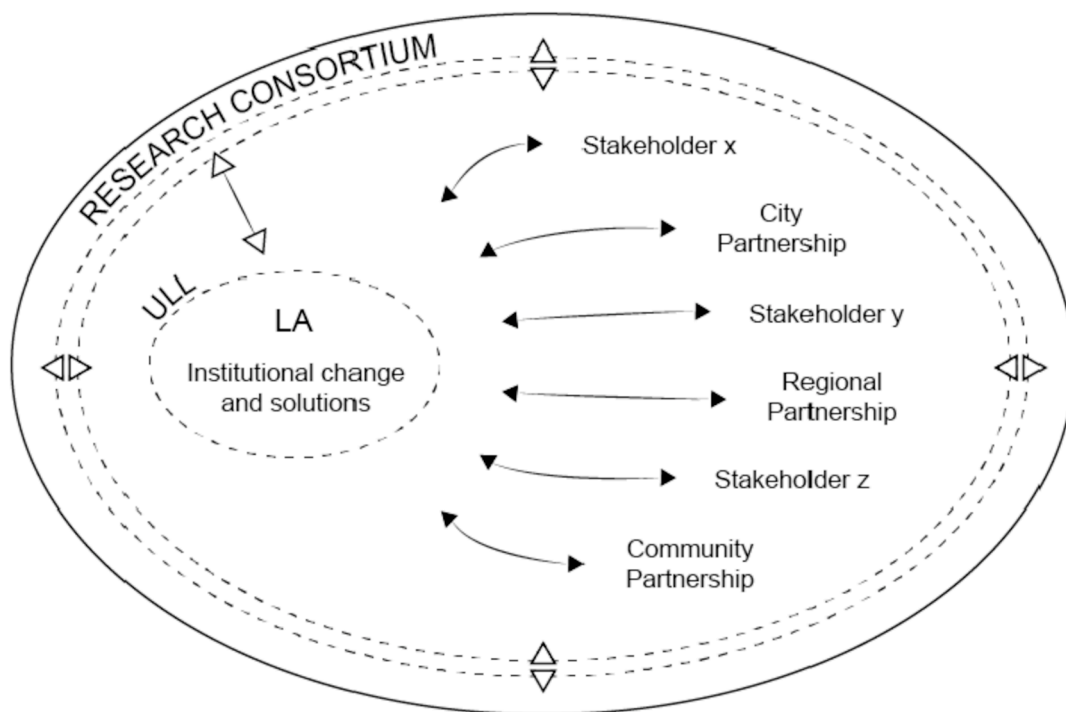 RESEARCH CONSORTIUM
Stakeholder x
City
Partnership
ULL
LA
Institutional change
and solutions
Stakeholder y
Regional
Partnership
Stakeholder z
Community
Partnership